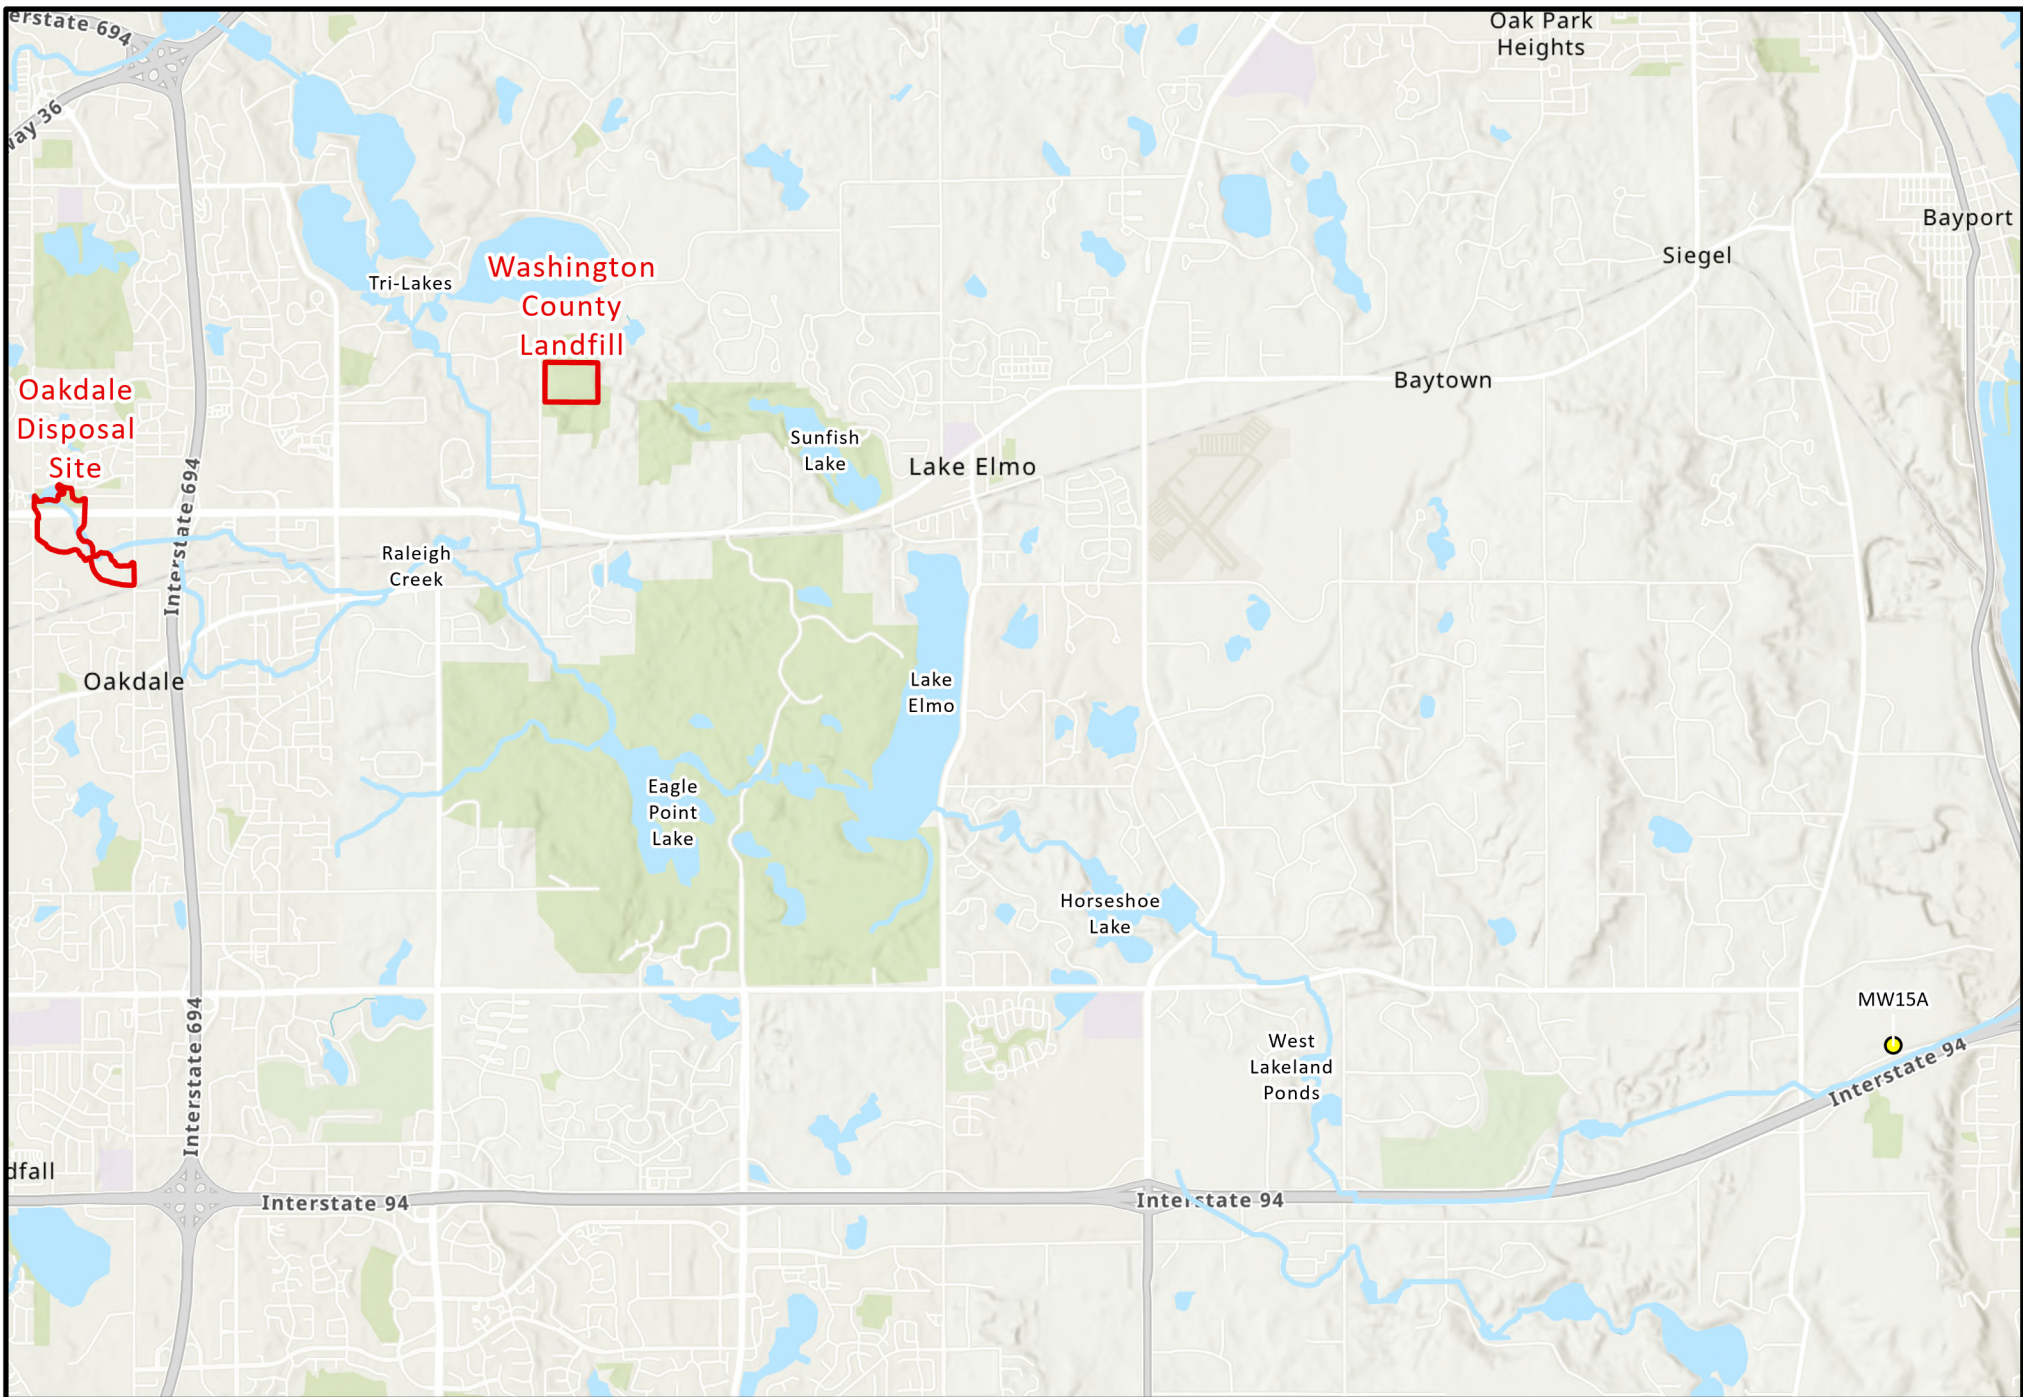 erstate 694
way 36
Oak Park
Heights
Bayport
Siegel
Tri-Lakes
Washington
County
Landfill
Baytown
Oakdale
Disposal
Site
Sunfish
Lake
Lake Elmo
Interstate 694
Raleigh
Creek
Oakdale
Lake
Elmo
Eagle
Point
Lake
Horseshoe
Lake
MW15A
Interstate 694
West
Lakeland
Ponds
Interstate 94
dfall
Interstate 94
Interstate 94